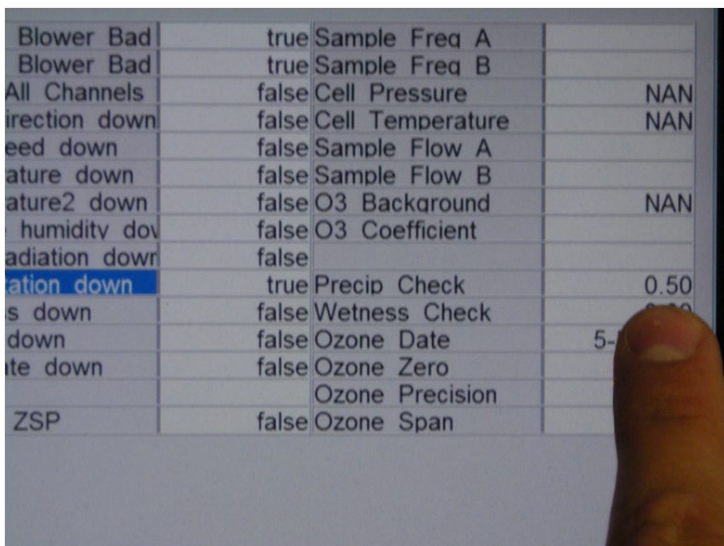 Blower Bad true Sample Freq A
Blower Bad true Sample Freq B
All Channels false Cell Pressure NAN
irection down false Cell Temperature NAN
eed down false Sample Flow A
ature down false Sample Flow B
ature2 down false O3 Background NAN
humidity dow false O3 Coefficient
adiation down false
tation down true Precip Check 0.50
ss down false Wetness Check
down false Ozone Date 5-
te down false Ozone Zero
Ozone Precision
ZSP false Ozone Span